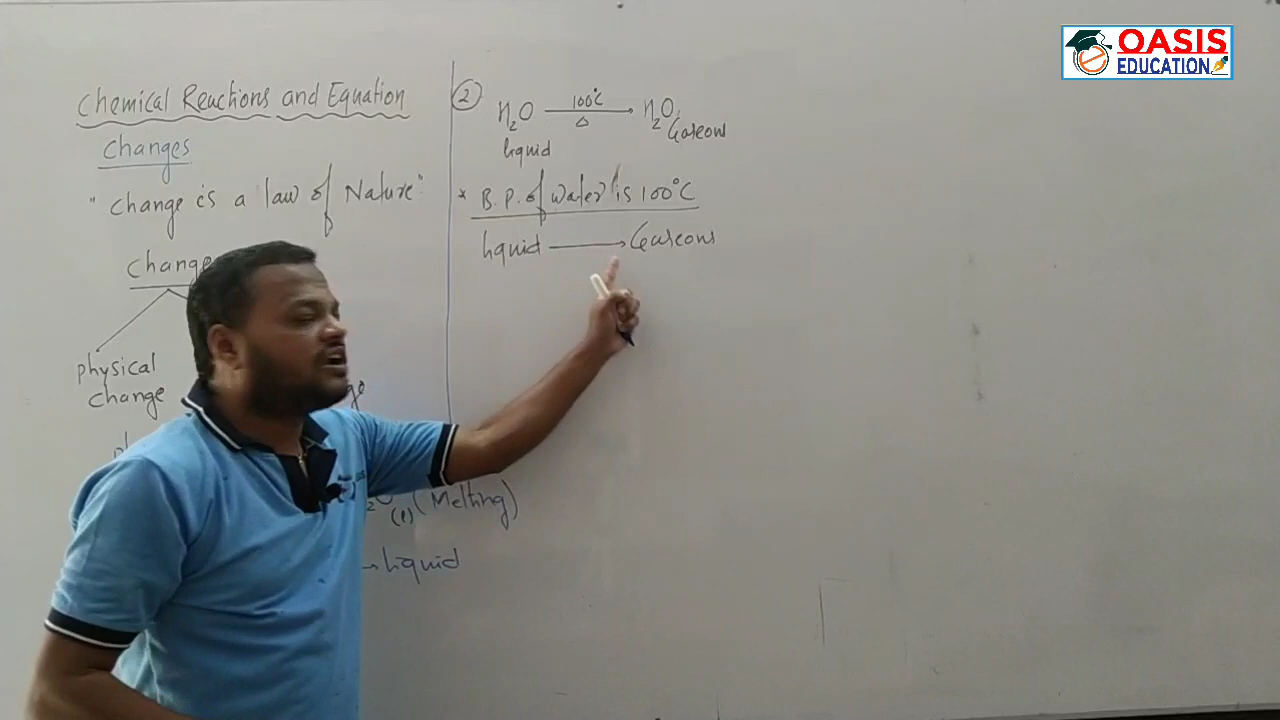 OASIS
EDUCATION
Chemical Reactions and Equation
Changes
"Change is a law of Nature"
Change
physical
change
(2) H2O 100°C → H2O
Δ
liquid
Gaseous
* B.P. of water is 100°C
liquid → Gaseous
(l) (Melting)
→ liquid